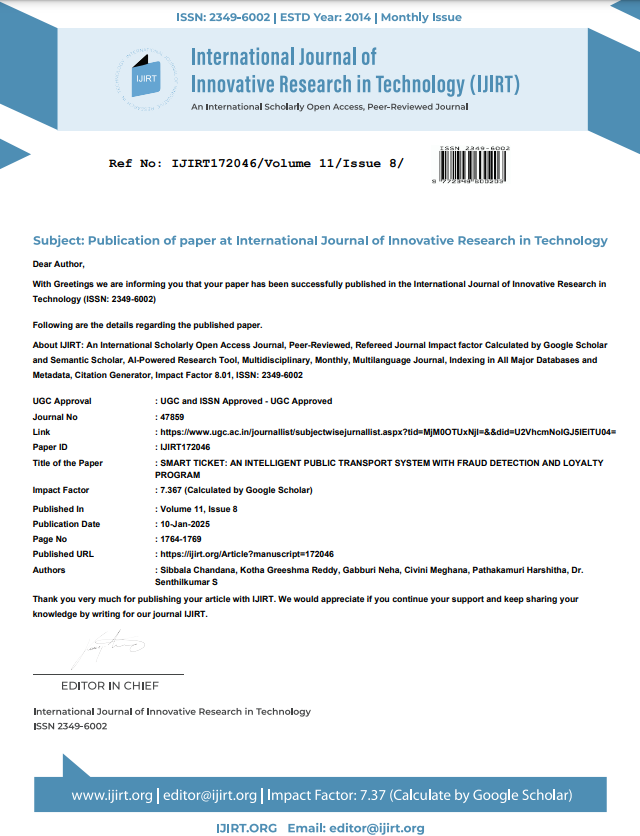 ISSN: 2349-6002 | ESTD Year: 2014 | Monthly Issue
IJIRT
International Journal of
Innovative Research in Technology (IJIRT)
An International Scholarly Open Access, Peer-Reviewed Journal
Ref No: IJIRT172046/Volume 11/Issue 8/
ISSN 2349-6002
Subject: Publication of paper at International Journal of Innovative Research in Technology
Dear Author,
With Greetings we are informing you that your paper has been successfully published in the International Journal of Innovative Research in
Technology (ISSN: 2349-6002)
Following are the details regarding the published paper.
About IJIRT: An International Scholarly Open Access Journal, Peer-Reviewed, Refereed Journal Impact factor Calculated by Google Scholar
and Semantic Scholar, AI-Powered Research Tool, Multidisciplinary, Monthly, Multilanguage Journal, Indexing in All Major Databases and
Metadata, Citation Generator, Impact Factor 8.01, ISSN: 2349-6002
UGC Approval : UGC and ISSN Approved - UGC Approved
Journal No : 47859
Link : https://www.ugc.ac.in/journallist/subjectwisejournallist.aspx?tid=MjM0OTUxNjI=&&did=U2VhcmNoIGJ5IElTU04=
Paper ID : IJIRT172046
Title of the Paper : SMART TICKET: AN INTELLIGENT PUBLIC TRANSPORT SYSTEM WITH FRAUD DETECTION AND LOYALTY
PROGRAM
Impact Factor : 7.367 (Calculated by Google Scholar)
Published In : Volume 11, Issue 8
Publication Date : 10-Jan-2025
Page No : 1764-1769
Published URL : https://ijirt.org/Article?manuscript=172046
Authors : Sibbala Chandana, Kotha Greeshma Reddy, Gaburri Neha, Civini Meghana, Pathakamuri Harshitha, Dr.
Senthilkumar S
Thank you very much for publishing your article with IJIRT. We would appreciate if you continue your support and keep sharing your
knowledge by writing for our journal IJIRT.
EDITOR IN CHIEF
International Journal of Innovative Research in Technology
ISSN 2349-6002
www.ijirt.org | editor@ijirt.org | Impact Factor: 7.37 (Calculate by Google Scholar)
IJIRT.ORG Email: editor@ijirt.org